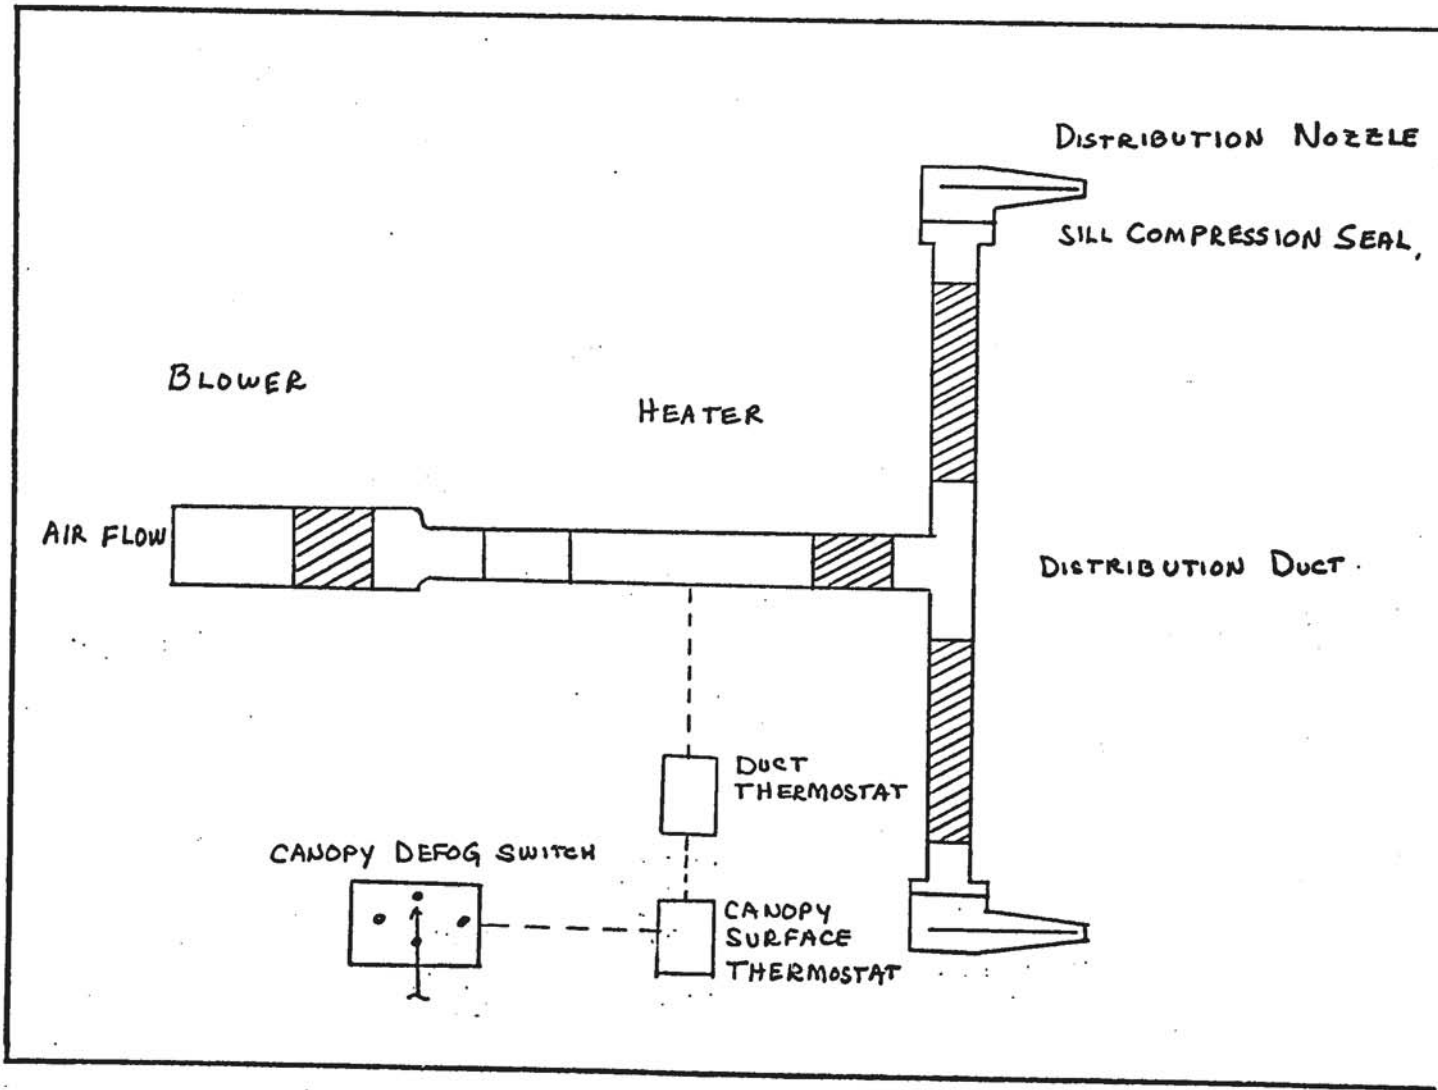 DISTRIBUTION NOZZLE
SILL COMPRESSION SEAL,
BLOWER
HEATER
AIR FLOW
DISTRIBUTION DUCT.
DUCT
THERMOSTAT
CANOPY DEFOG SWITCH
CANOPY
SURFACE
THERMOSTAT